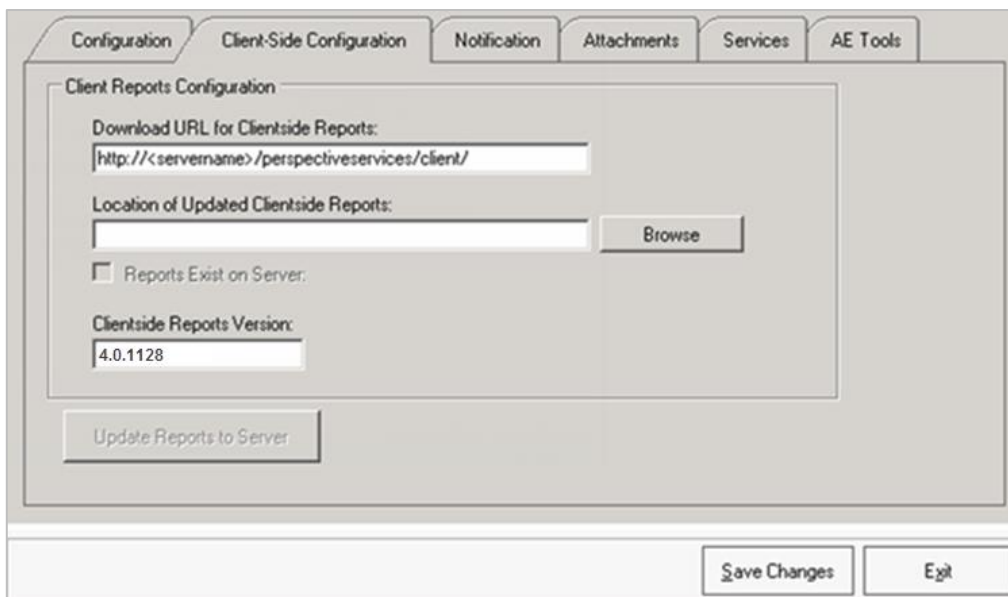 Configuration Client-Side Configuration Notification Attachments Services AE Tools
Client Reports Configuration
Download URL for Clientside Reports:
http://<servername>/perspectiveservices/client/
Location of Updated Clientside Reports:
Browse
Reports Exist on Server:
Clientside Reports Version:
4.0.1128
Update Reports to Server
Save Changes Exit